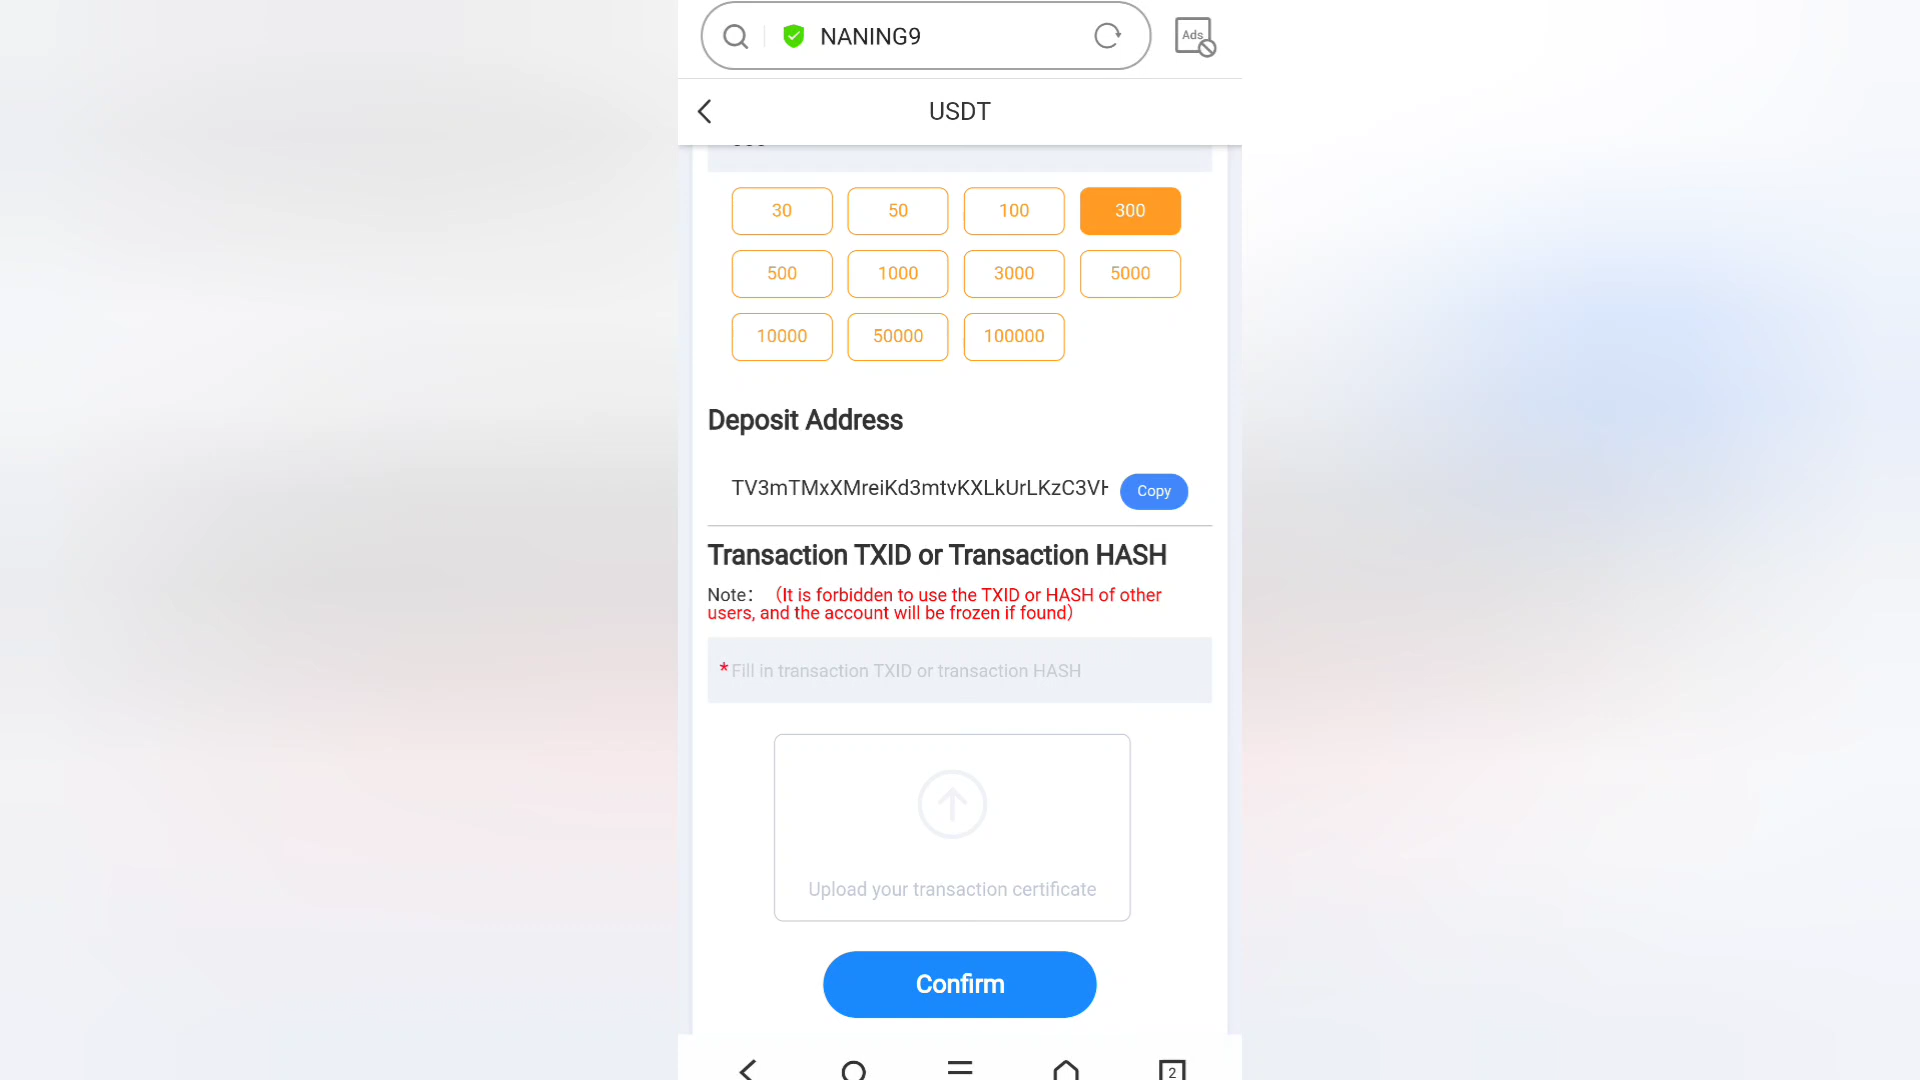 NANING9
Ads
USDT
30
50
100
300
500
1000
3000
5000
10000
50000
100000
Deposit Address
TV3mTMxXMreiKd3mtvKXLkUrLKzC3V
Copy
Transaction TXID or Transaction HASH
Note: (It is forbidden to use the TXID or HASH of other
users, and the account will be frozen if found)
*Fill in transaction TXID or transaction HASH
Upload your transaction certificate
Confirm
2